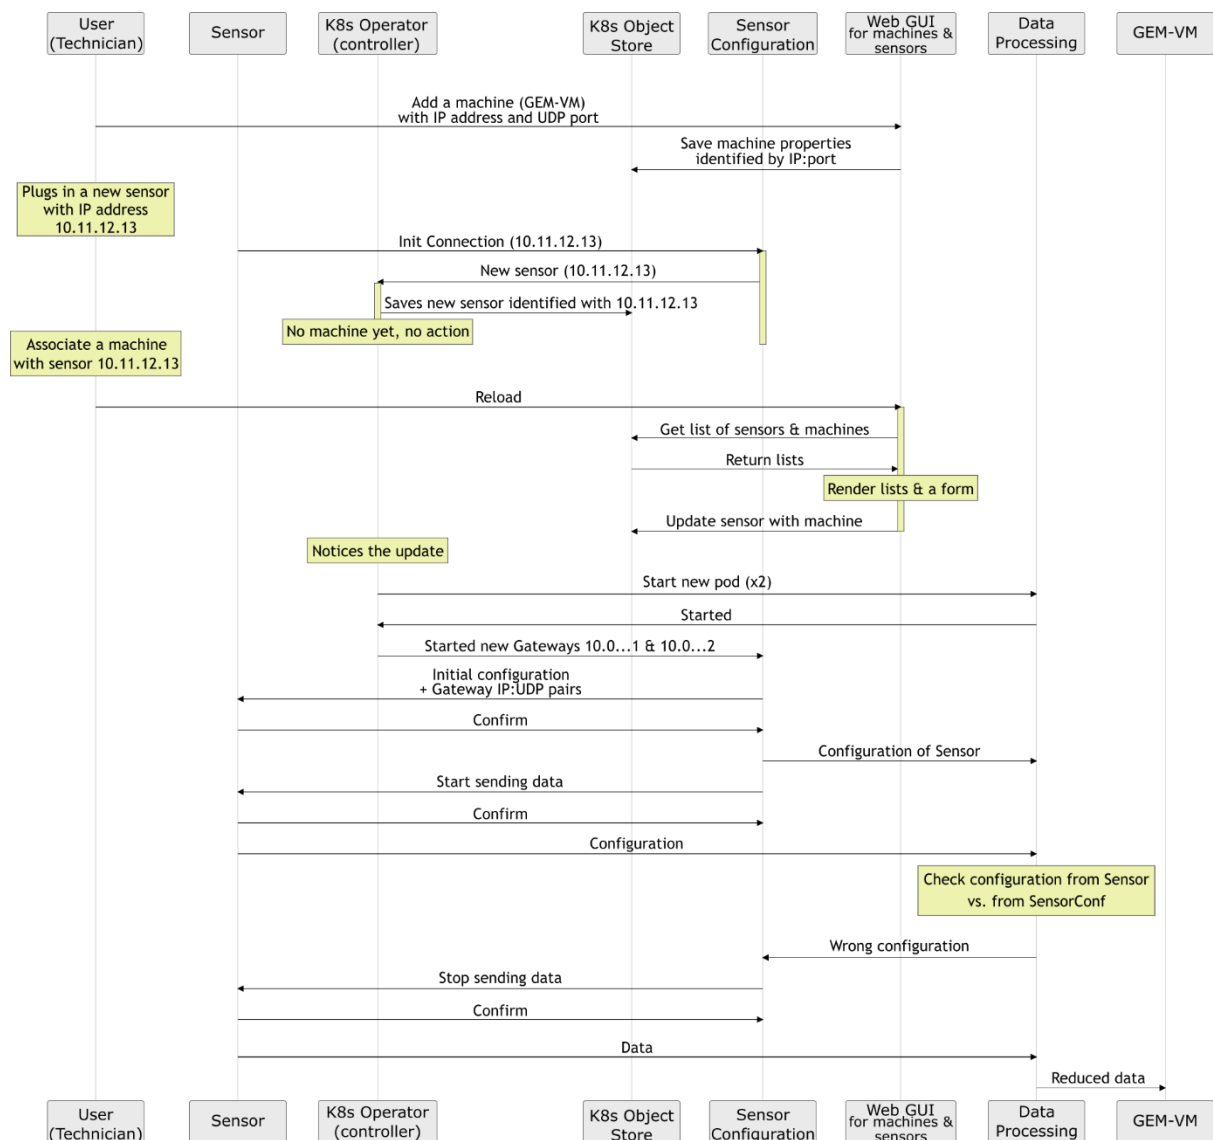 User
(Technician)
Sensor
K8s Operator
(controller)
K8s Object
Store
Sensor
Configuration
Web GUI
for machines &
sensors
Data
Processing
GEM-VM
Add a machine (GEM-VM)
with IP address and UDP port
Save machine properties
identified by IP:port
Plugs in a new sensor
with IP address
10.11.12.13
Init Connection (10.11.12.13)
New sensor (10.11.12.13)
Saves new sensor identified with 10.11.12.13
No machine yet, no action
Associate a machine
with sensor 10.11.12.13
Reload
Get list of sensors & machines
Return lists
Render lists & a form
Update sensor with machine
Notices the update
Start new pod (x2)
Started
Started new Gateways 10.0...1 & 10.0...2
Initial configuration
+ Gateway IP:UDP pairs
Confirm
Configuration of Sensor
Start sending data
Confirm
Configuration
Check configuration from Sensor
vs. from SensorConf
Wrong configuration
Stop sending data
Confirm
Data
Reduced data
User
(Technician)
Sensor
K8s Operator
(controller)
K8s Object
Store
Sensor
Configuration
Web GUI
for machines &
sensors
Data
Processing
GEM-VM